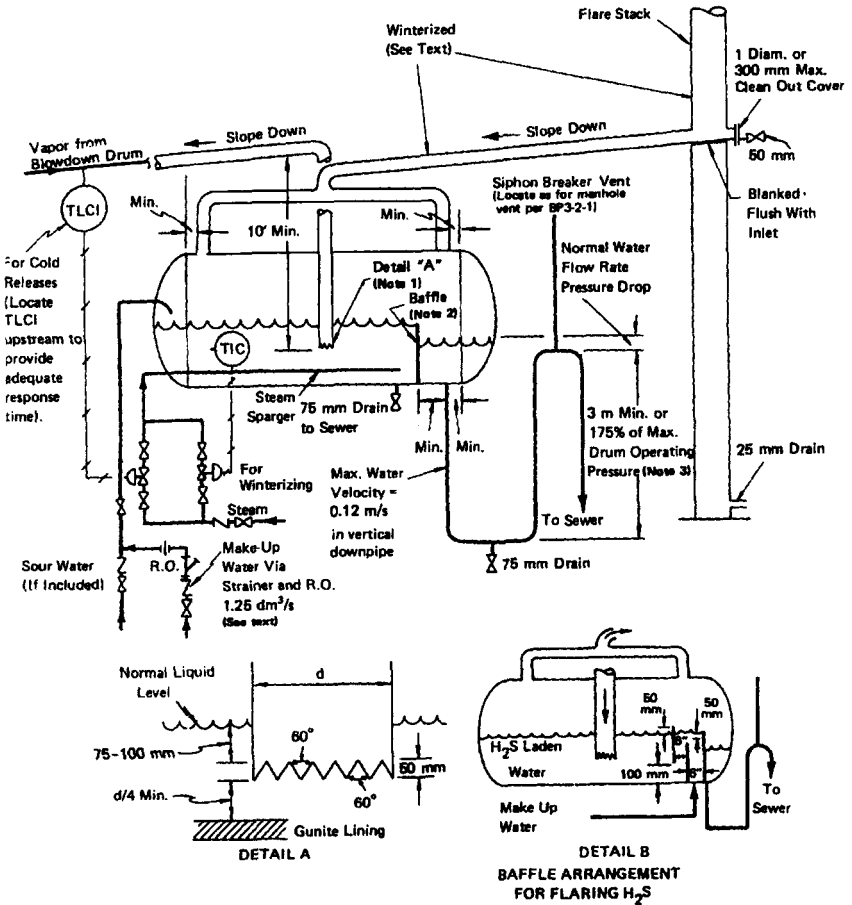 Flare Stack
Winterized
(See Text)
1 Diam. or
300 mm Max.
Clean Out Cover
Slope Down
Slope Down
Vapor from
Blowdown Drum
50 mm
Siphon Breaker Vent
(Locate as for manhole
vent per BP3-2-1)
Blanked
Flush With
Inlet
TLCI
Min.
10' Min.
Min.
Normal Water
Flow Rate
Pressure Drop
For Cold
Releases
(Locate
TLCI
upstream to
provide
adequate
response
time).
Detail "A"
(Note 1)
Baffle
(Note 2)
TIC
Steam
Sparger
75 mm Drain
to Sewer
Min.
Min.
3 m Min. or
175% of Max.
Drum Operating
Pressure (Note 3)
25 mm Drain
For
Winterizing
Steam
Max. Water
Velocity =
0.12 m/s
in vertical
downpipe
To Sewer
75 mm Drain
Sour Water
(If Included)
R.O.
Make-Up
Water Via
Strainer and R.O.
1.25 dm³/s
(See text)
Normal Liquid
Level
d
75-100 mm
60°
60°
50 mm
d/4 Min.
Gunite Lining
DETAIL A
50
mm
50
mm
H₂S Laden
Water
6"
100 mm
6"
Make Up
Water
To
Sewer
DETAIL B
BAFFLE ARRANGEMENT
FOR FLARING H₂S